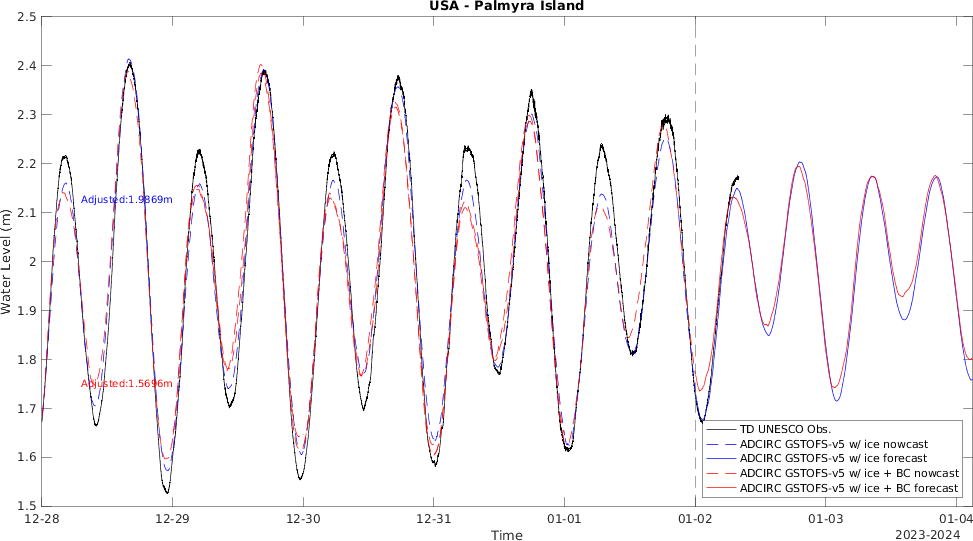 USA - Palmyra Island
2.5
2.4
2.3
2.2
2.1
2
1.9
1.8
1.7
1.6
1.5
Water Level (m)
Adjusted:1.9869m
Adjusted:1.5696m
TD UNESCO Obs.
ADCIRC GSTOFS-v5 w/ ice nowcast
ADCIRC GSTOFS-v5 w/ ice forecast
ADCIRC GSTOFS-v5 w/ ice + BC nowcast
ADCIRC GSTOFS-v5 w/ ice + BC forecast
12-28 12-29 12-30 12-31 01-01 01-02 01-03 01-04
Time
2023-2024